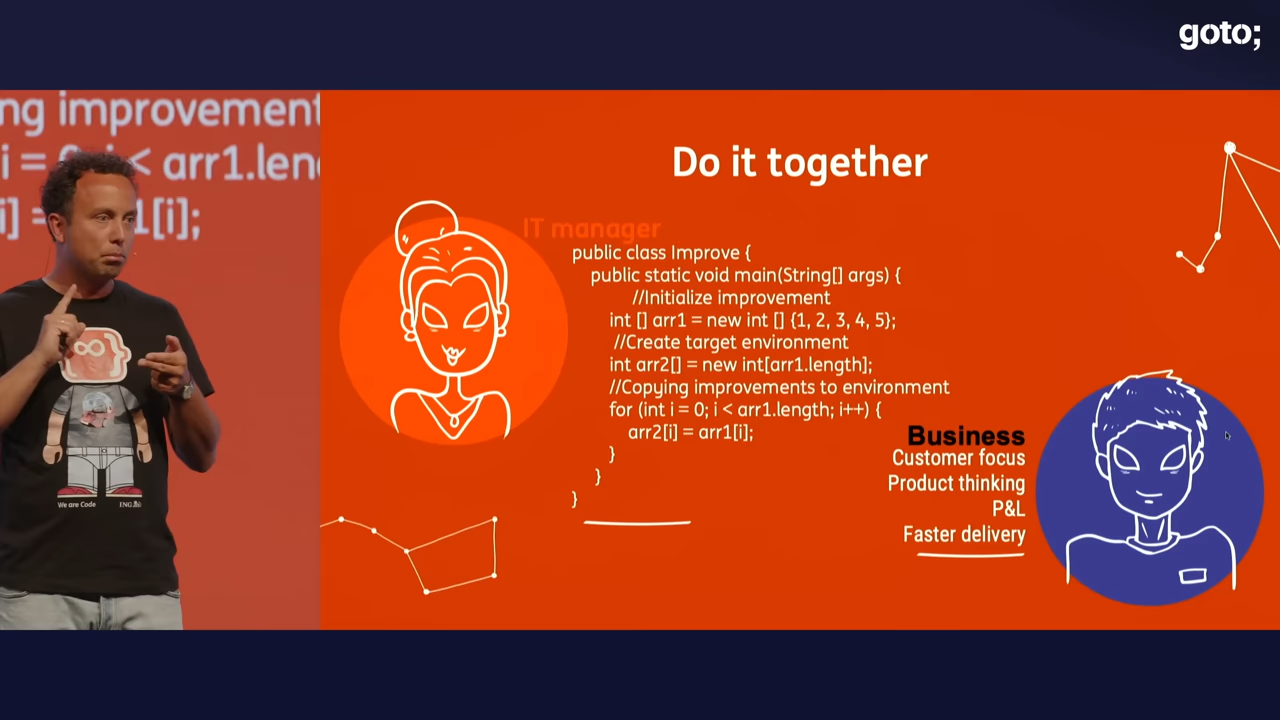 goto;
ng improvement
i = 0; i < arr1.len
i] = arr1[i];
We are Code
ING
Do it together
IT manager
public class Improve {
public static void main(String[] args) {
//Initialize improvement
int [] arr1 = new int [] {1, 2, 3, 4, 5};
//Create target environment
int arr2[] = new int[arr1.length];
//Copying improvements to environment
for (int i = 0; i < arr1.length; i++) {
arr2[i] = arr1[i];
}
}
}
Business
Customer focus
Product thinking
P&L
Faster delivery